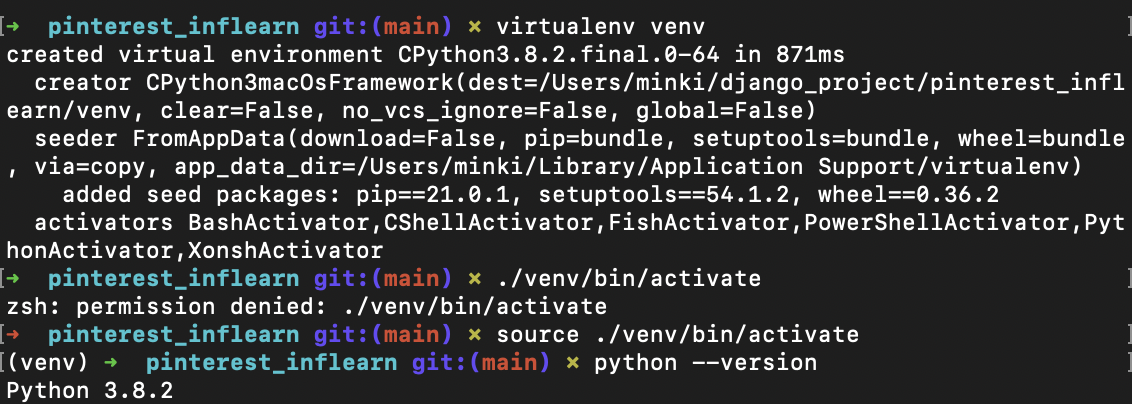 [→  pinterest_inflearn git:(main) ✗ virtualenv venv ]
created virtual environment CPython3.8.2.final.0-64 in 871ms
  creator CPython3macOsFramework(dest=/Users/minki/django_project/pinterest_infl
earn/venv, clear=False, no_vcs_ignore=False, global=False)
  seeder FromAppData(download=False, pip=bundle, setuptools=bundle, wheel=bundle
, via=copy, app_data_dir=/Users/minki/Library/Application Support/virtualenv)
    added seed packages: pip==21.0.1, setuptools==54.1.2, wheel==0.36.2
  activators BashActivator,CShellActivator,FishActivator,PowerShellActivator,Pyt
honActivator,XonshActivator
[→  pinterest_inflearn git:(main) ✗ ./venv/bin/activate ]
zsh: permission denied: ./venv/bin/activate
[→  pinterest_inflearn git:(main) ✗ source ./venv/bin/activate ]
[(venv) →  pinterest_inflearn git:(main) ✗ python --version ]
Python 3.8.2